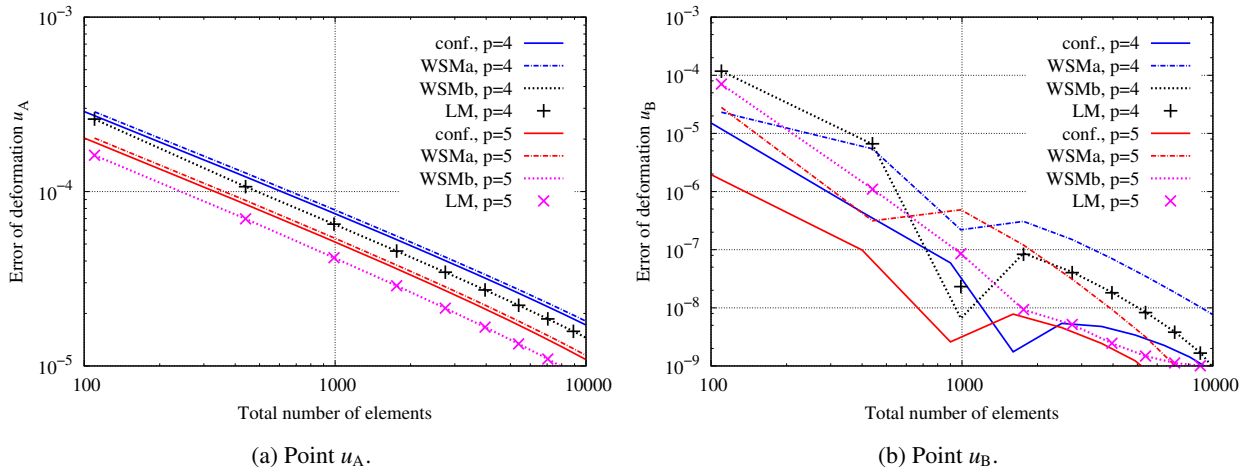 10⁻³
10⁻⁴
10⁻⁵
Error of deformation u_A
100
1000
10000
Total number of elements
conf., p=4
WSMa, p=4
WSMb, p=4
LM, p=4
conf., p=5
WSMa, p=5
WSMb, p=5
LM, p=5
(a) Point u_A.
10⁻³
10⁻⁴
10⁻⁵
10⁻⁶
10⁻⁷
10⁻⁸
10⁻⁹
Error of deformation u_B
100
1000
10000
Total number of elements
conf., p=4
WSMa, p=4
WSMb, p=4
LM, p=4
conf., p=5
WSMa, p=5
WSMb, p=5
LM, p=5
(b) Point u_B.